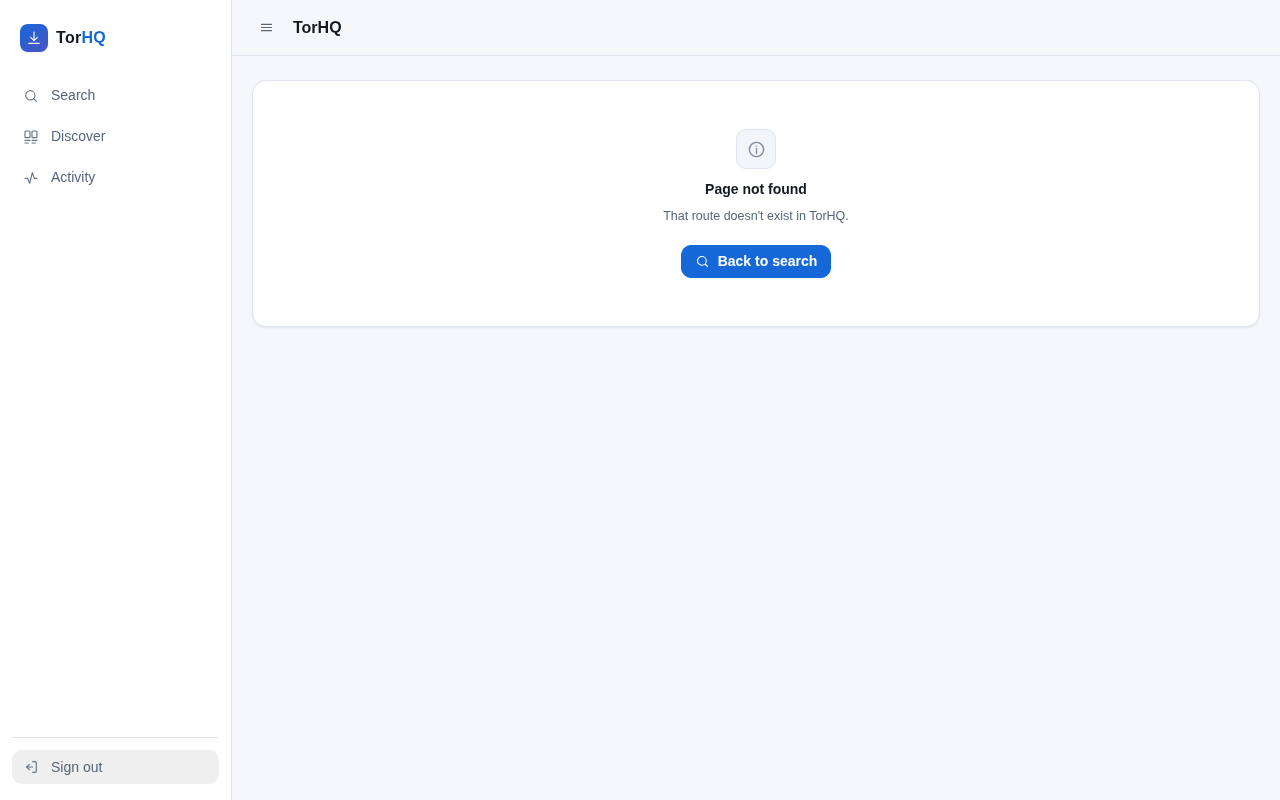 TorHQ
Search
Discover
Activity
Sign out
TorHQ
Page not found
That route doesn't exist in TorHQ.
Back to search